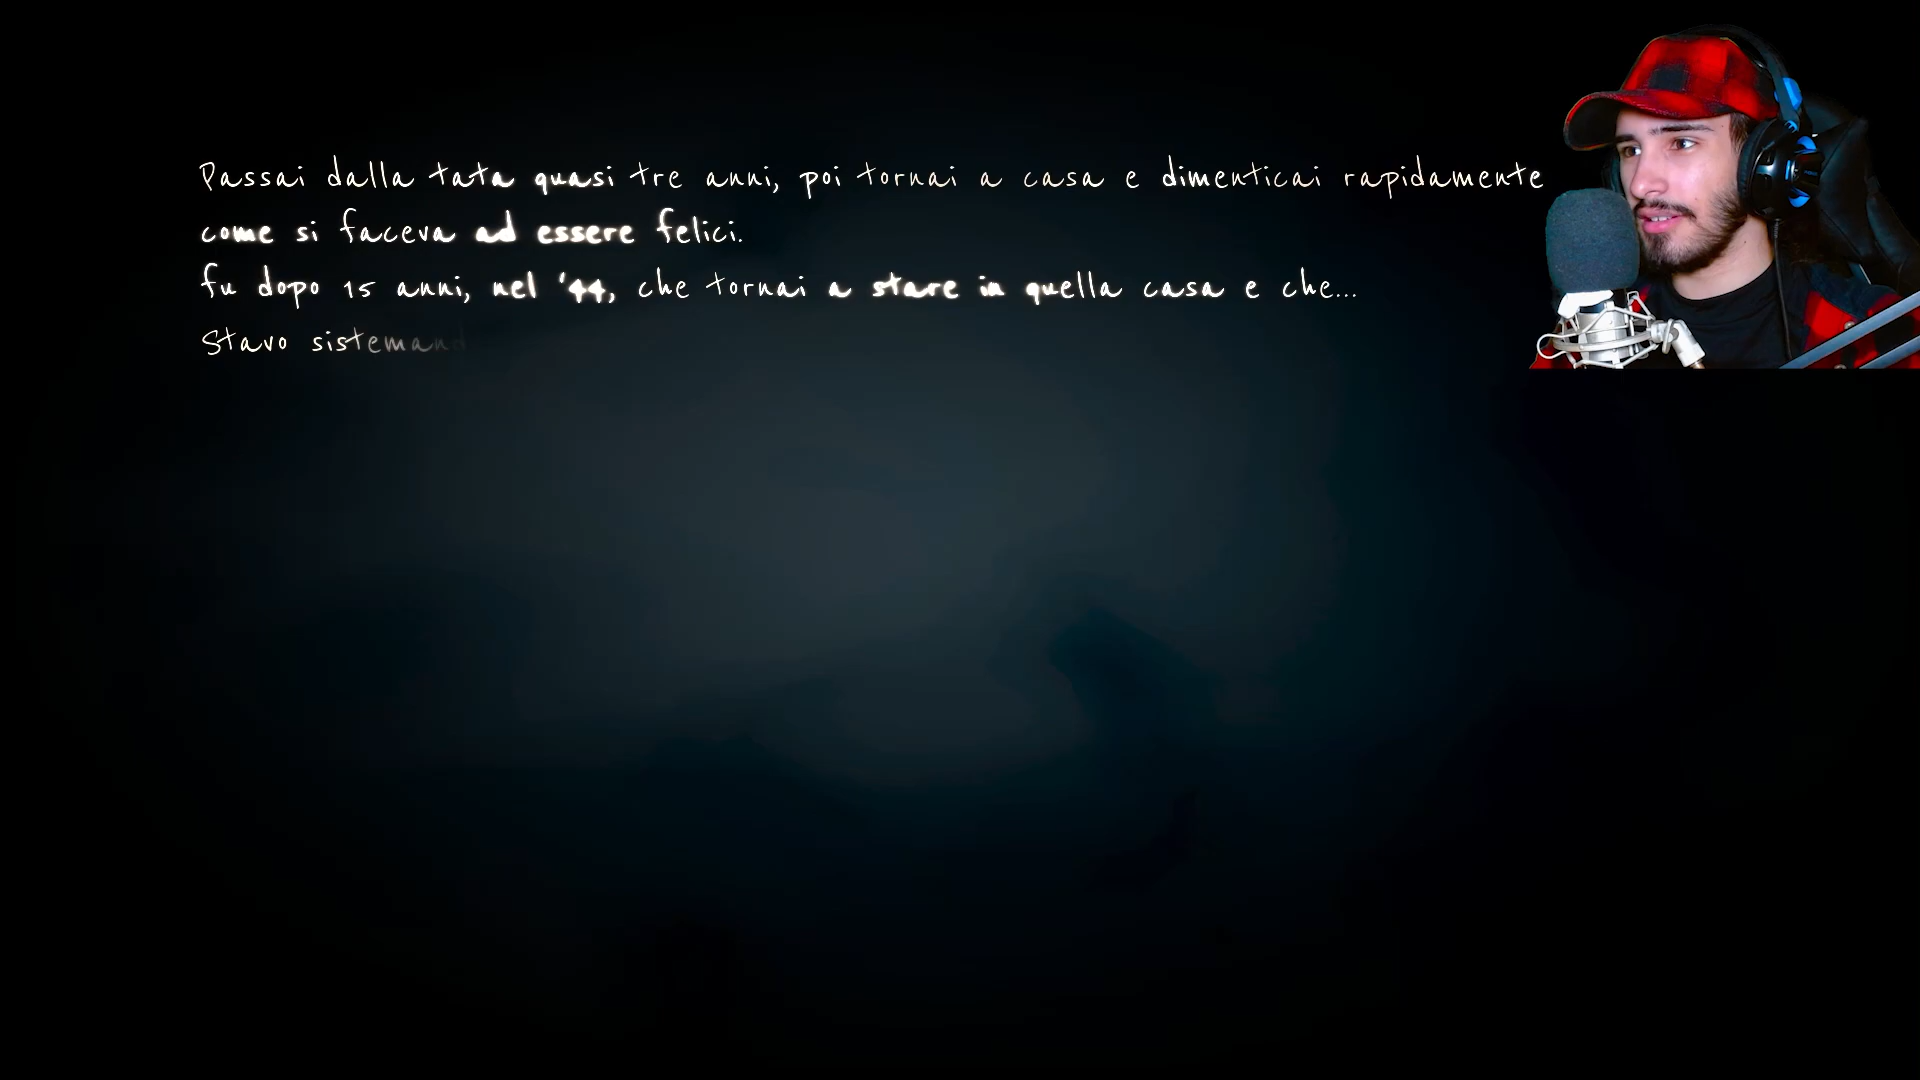 Passai dalla tata quasi tre anni, poi tornai a casa e dimenticai rapidamente
come si faceva ad essere felici.
fu dopo 15 anni, nel '44, che tornai a stare in quella casa e che...
Stavo sistemand